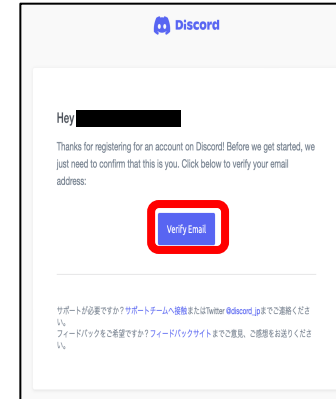 Discord
Hey
Thanks for registering for an account on Discord! Before we get started, we
just need to confirm that this is you. Click below to verify your email
address:
Verify Email
サポートが必要ですか？サポートチームへ接触またはTwitter @discord_jpまでご連絡くださ
い。
フィードバックをご希望ですか？フィードバックサイトまでご意見、ご感想をお送りくださ
い。